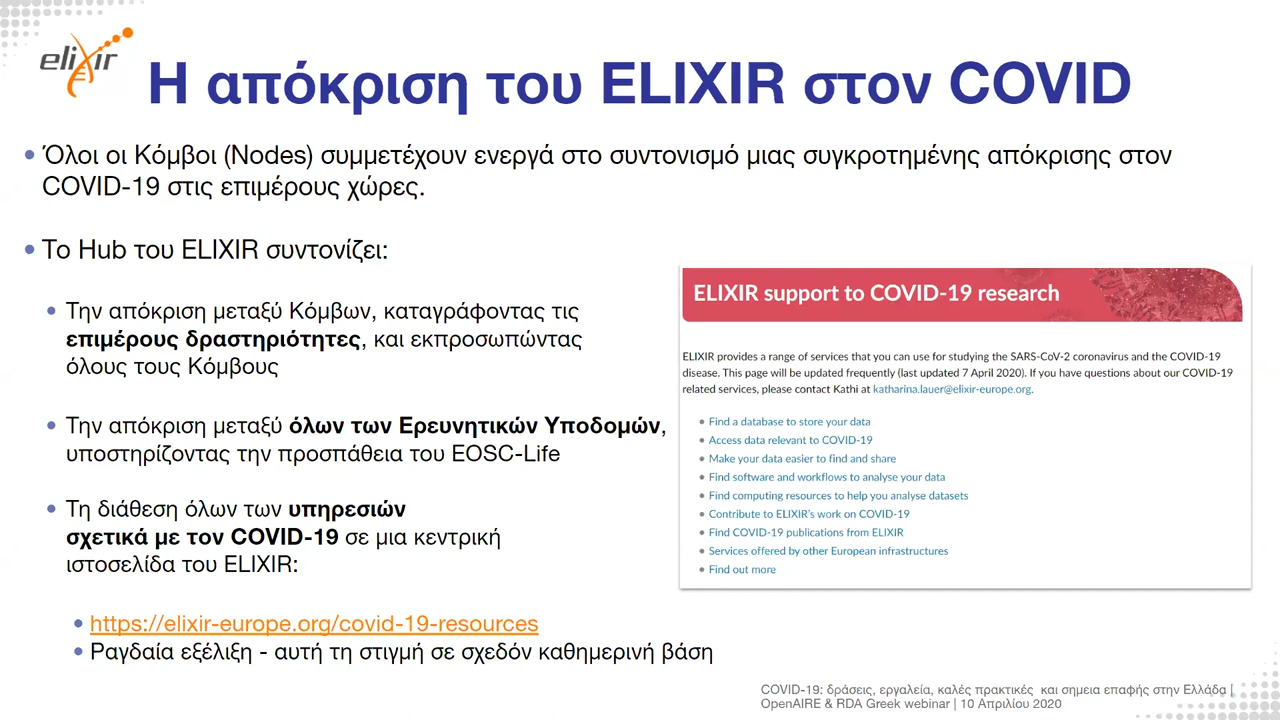 elixir
Η απόκριση του ELIXIR στον COVID
• Όλοι οι Κόμβοι (Nodes) συμμετέχουν ενεργά στο συντονισμό μιας συγκροτημένης απόκρισης στον
COVID-19 στις επιμέρους χώρες.
• Το Hub του ELIXIR συντονίζει:
• Την απόκριση μεταξύ Κόμβων, καταγράφοντας τις
επιμέρους δραστηριότητες, και εκπροσωπώντας
όλους τους Κόμβους
• Την απόκριση μεταξύ όλων των Ερευνητικών Υποδομών,
υποστηρίζοντας την προσπάθεια του EOSC-Life
• Τη διάθεση όλων των υπηρεσιών
σχετικά με τον COVID-19 σε μια κεντρική
ιστοσελίδα του ELIXIR:
• https://elixir-europe.org/covid-19-resources
• Ραγδαία εξέλιξη - αυτή τη στιγμή σε σχεδόν καθημερινή βάση
ELIXIR support to COVID-19 research
ELIXIR provides a range of services that you can use for studying the SARS-CoV-2 coronavirus and the COVID-19
disease. This page will be updated frequently (last updated 7 April 2020). If you have questions about our COVID-19
related services, please contact Kathi at katharina.lauer@elixir-europe.org.
• Find a database to store your data
• Access data relevant to COVID-19
• Make your data easier to find and share
• Find software and workflows to analyse your data
• Find computing resources to help you analyse datasets
• Contribute to ELIXIR's work on COVID-19
• Find COVID-19 publications from ELIXIR
• Services offered by other European infrastructures
• Find out more
COVID-19: δράσεις, εργαλεία, καλές πρακτικές και σημεια επαφής στην Ελλάδα |
OpenAIRE & RDA Greek webinar | 10 Απριλίου 2020